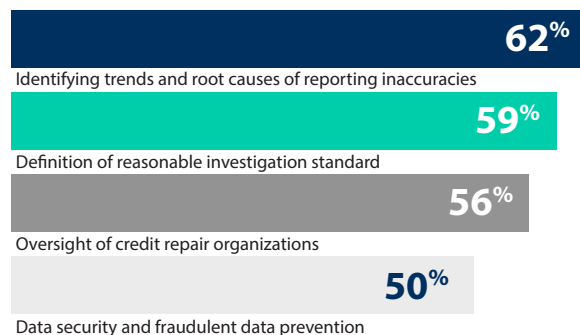 62%
Identifying trends and root causes of reporting inaccuracies
59%
Definition of reasonable investigation standard
56%
Oversight of credit repair organizations
50%
Data security and fraudulent data prevention